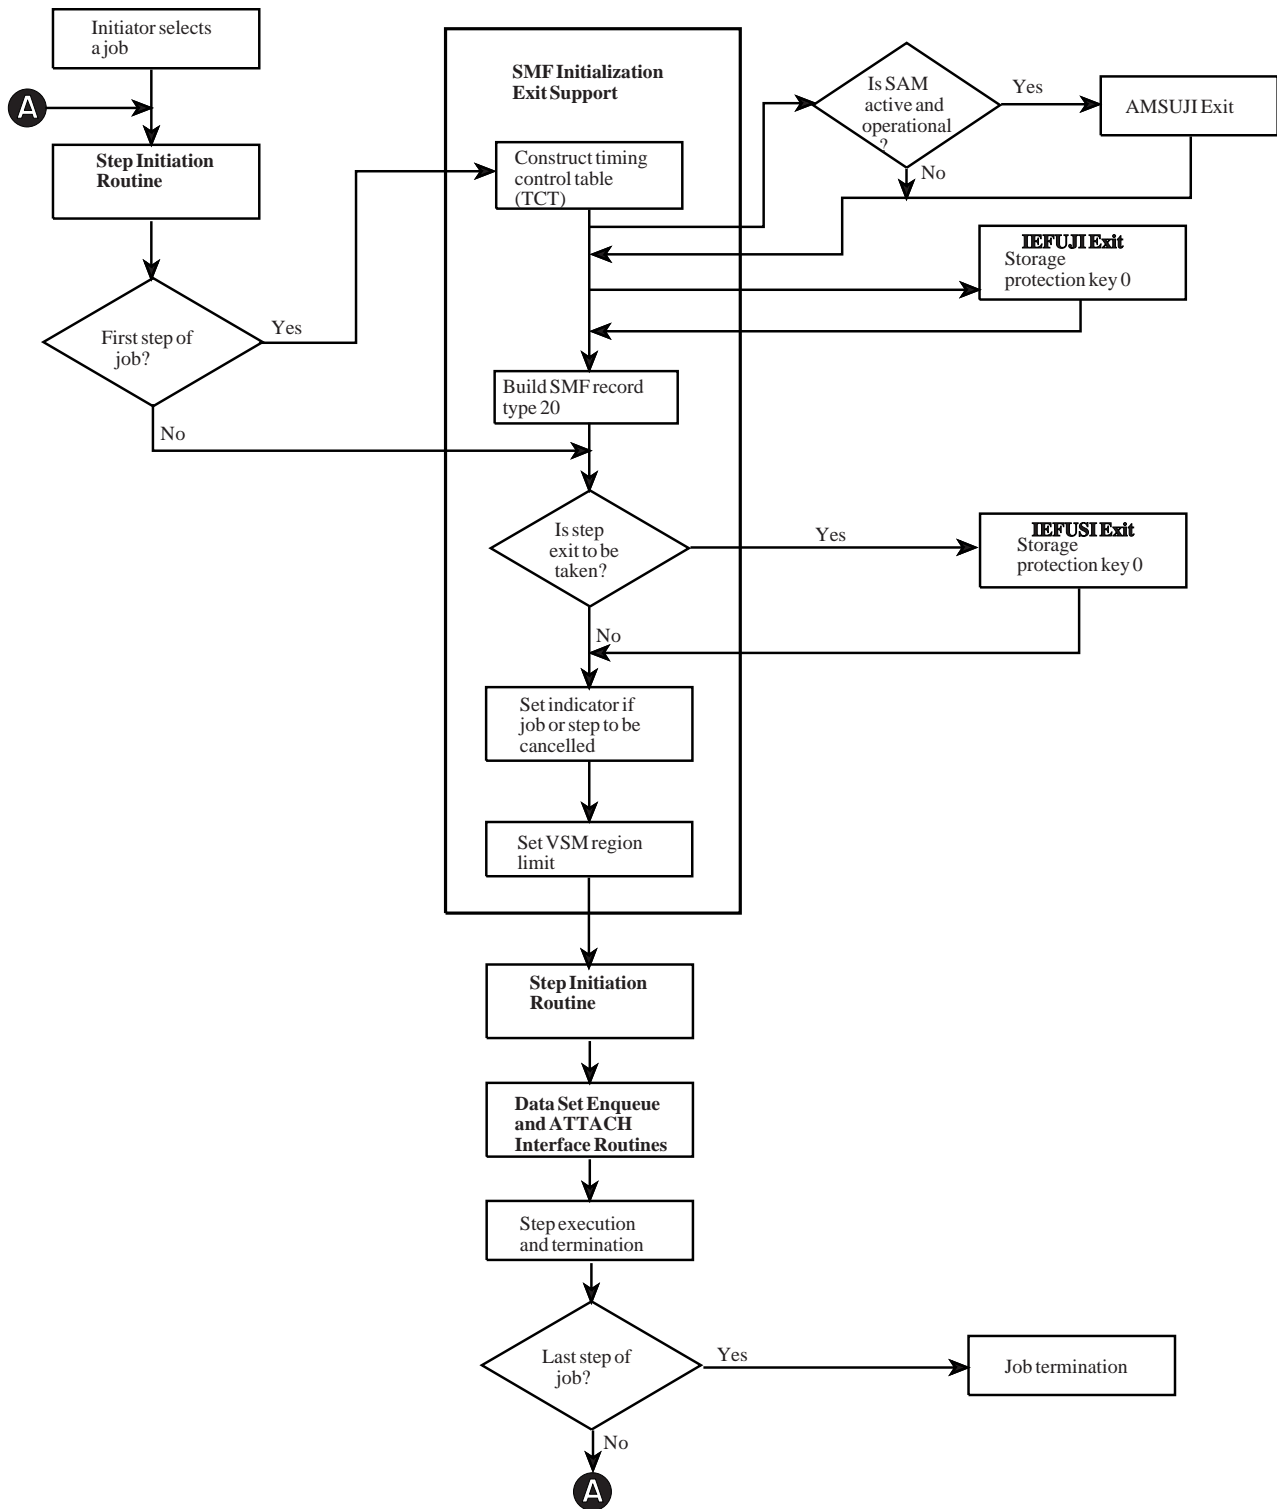 Initiator selects
a job
A
Step Initiation
Routine
First step of
job?
Yes
No
SMF Initialization
Exit Support
Construct timing
control table
(TCT)
Is SAM
active and
operational
?
Yes
No
AMSUJI Exit
IEFUJI Exit
Storage
protection key 0
Build SMF record
type 20
Is step
exit to be
taken?
Yes
No
IEFUSI Exit
Storage
protection key 0
Set indicator if
job or step to be
cancelled
Set VSM region
limit
Step Initiation
Routine
Data Set Enqueue
and ATTACH
Interface Routines
Step execution
and termination
Last step of
job?
Yes
Job termination
No
A